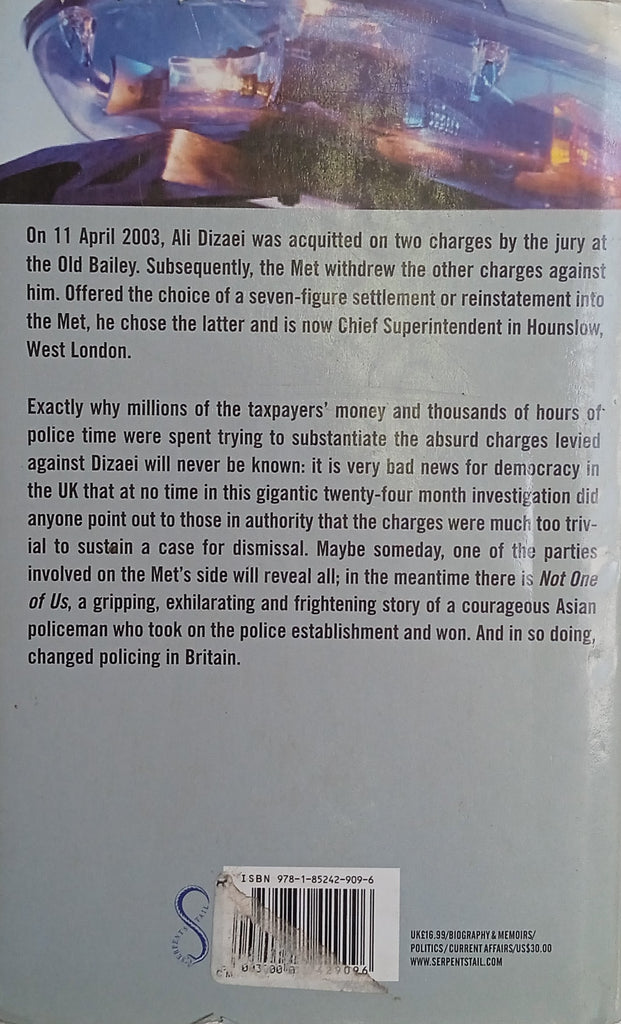 On 11 April 2003, Ali Dizaei was acquitted on two charges by the jury at
the Old Bailey. Subsequently, the Met withdrew the other charges against
him. Offered the choice of a seven-figure settlement or reinstatement into
the Met, he chose the latter and is now Chief Superintendent in Hounslow,
West London.
Exactly why millions of the taxpayers' money and thousands of hours of
police time were spent trying to substantiate the absurd charges levied
against Dizaei will never be known: it is very bad news for democracy in
the UK that at no time in this gigantic twenty-four month investigation did
anyone point out to those in authority that the charges were much too triv-
ial to sustain a case for dismissal. Maybe someday, one of the parties
involved on the Met's side will reveal all; in the meantime there is Not One
of Us, a gripping, exhilarating and frightening story of a courageous Asian
policeman who took on the police establishment and won. And in so doing,
changed policing in Britain.
ISBN 978-1-85242-909-6
SERPENT'S TAIL
UK£16.99/BIOGRAPHY & MEMOIRS/
POLITICS/CURRENT AFFAIRS/US$30.00
WWW.SERPENTSTAIL.COM